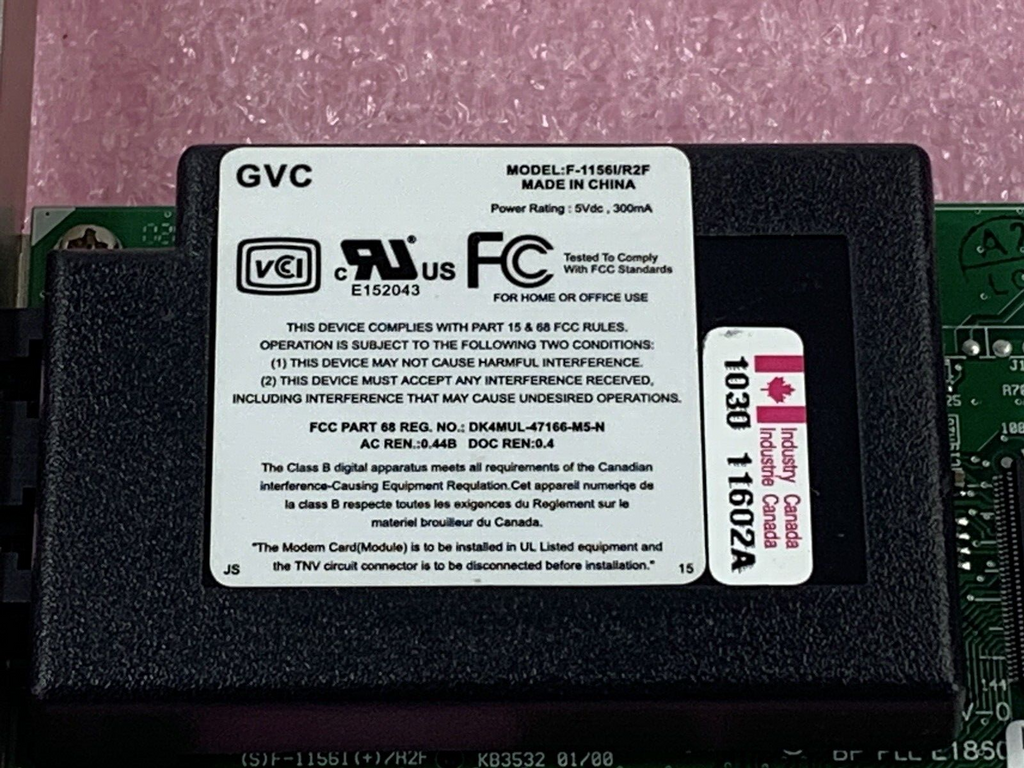 GVC
MODEL:F-1156I/R2F
MADE IN CHINA
Power Rating : 5Vdc , 300mA
VCI
c RU US
E152043
FC
Tested To Comply
With FCC Standards
FOR HOME OR OFFICE USE
THIS DEVICE COMPLIES WITH PART 15 & 68 FCC RULES.
OPERATION IS SUBJECT TO THE FOLLOWING TWO CONDITIONS:
(1) THIS DEVICE MAY NOT CAUSE HARMFUL INTERFERENCE.
(2) THIS DEVICE MUST ACCEPT ANY INTERFERENCE RECEIVED,
INCLUDING INTERFERENCE THAT MAY CAUSE UNDESIRED OPERATIONS.
FCC PART 68 REG. NO.: DK4MUL-47166-M5-N
AC REN.:0.44B DOC REN:0.4
The Class B digital apparatus meets all requirements of the Canadian
interference-Causing Equipment Requlation.Cet appareil numeriqe de
la class B respecte toutes les exigences du Reglement sur le
materiel brouilleur du Canada.
"The Modem Card(Module) is to be installed in UL Listed equipment and
the TNV circuit connector is to be disconnected before installation."
JS
15
Industry Canada
Industrie Canada
1030 11602A
(S)F-1156I(+)/R2F
KB3532 01/00